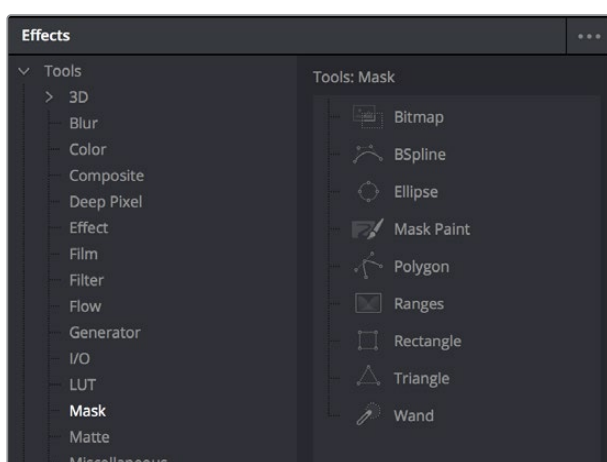 Effects
Tools
3D
Blur
Color
Composite
Deep Pixel
Effect
Film
Filter
Flow
Generator
I/O
LUT
Mask
Matte
Miscellaneous
Tools: Mask
Bitmap
BSpline
Ellipse
Mask Paint
Polygon
Ranges
Rectangle
Triangle
Wand